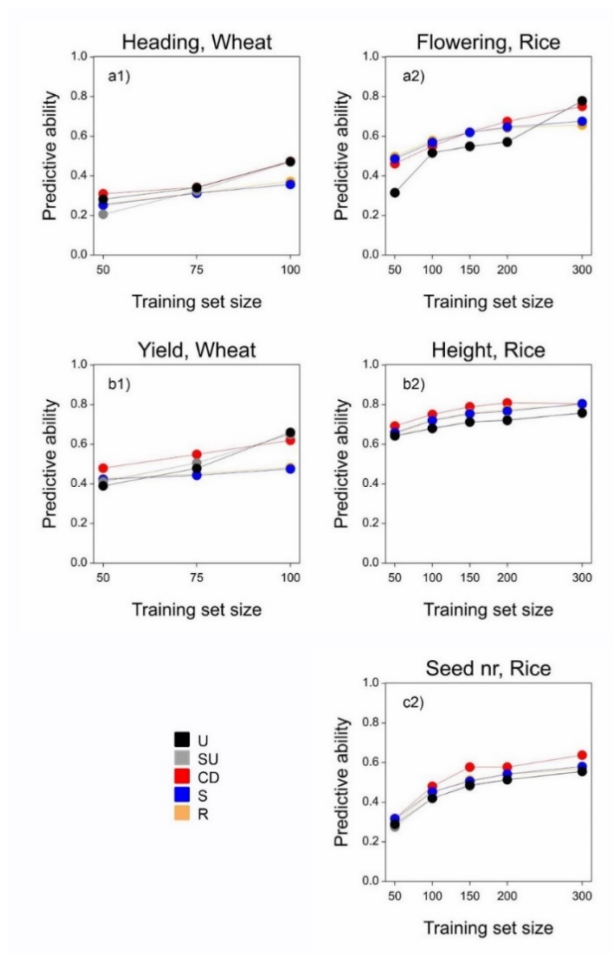 Heading, Wheat
a1)
1.0
0.8
0.6
0.4
0.2
0.0
Predictive ability
50 75 100
Training set size
Flowering, Rice
a2)
1.0
0.8
0.6
0.4
0.2
0.0
Predictive ability
50 100 150 200 300
Training set size
Yield, Wheat
b1)
1.0
0.8
0.6
0.4
0.2
0.0
Predictive ability
50 75 100
Training set size
Height, Rice
b2)
1.0
0.8
0.6
0.4
0.2
0.0
Predictive ability
50 100 150 200 300
Training set size
U
SU
CD
S
R
Seed nr, Rice
c2)
1.0
0.8
0.6
0.4
0.2
0.0
Predictive ability
50 100 150 200 300
Training set size